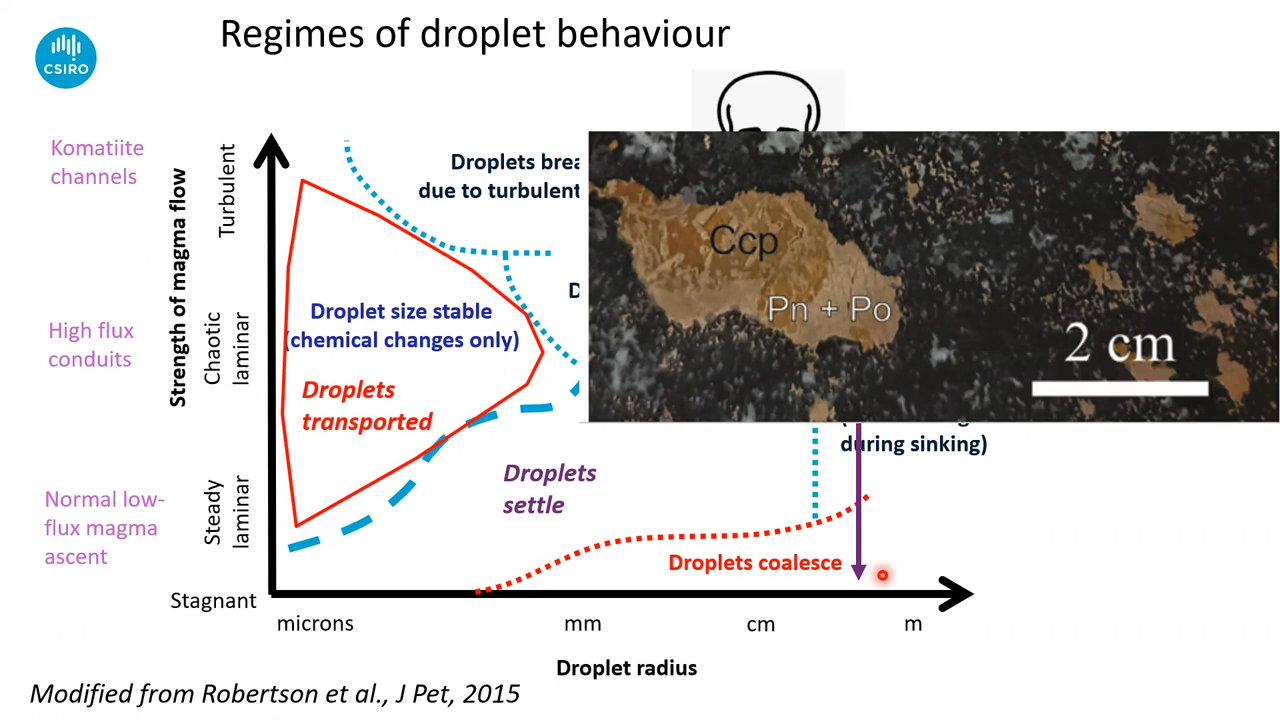 Regimes of droplet behaviour
CSIRO
Komatiite
channels
High flux
conduits
Normal low-
flux magma
ascent
Strength of magma flow
Turbulent
Chaotic
laminar
Steady
laminar
Stagnant
Droplets
due to turbulent
Droplet size stable
(chemical changes only)
Droplets
transported
Droplets
settle
Ccp
Pn + Po
2 cm
during sinking)
Droplets coalesce
microns
mm
cm
m
Droplet radius
Modified from Robertson et al., J Pet, 2015